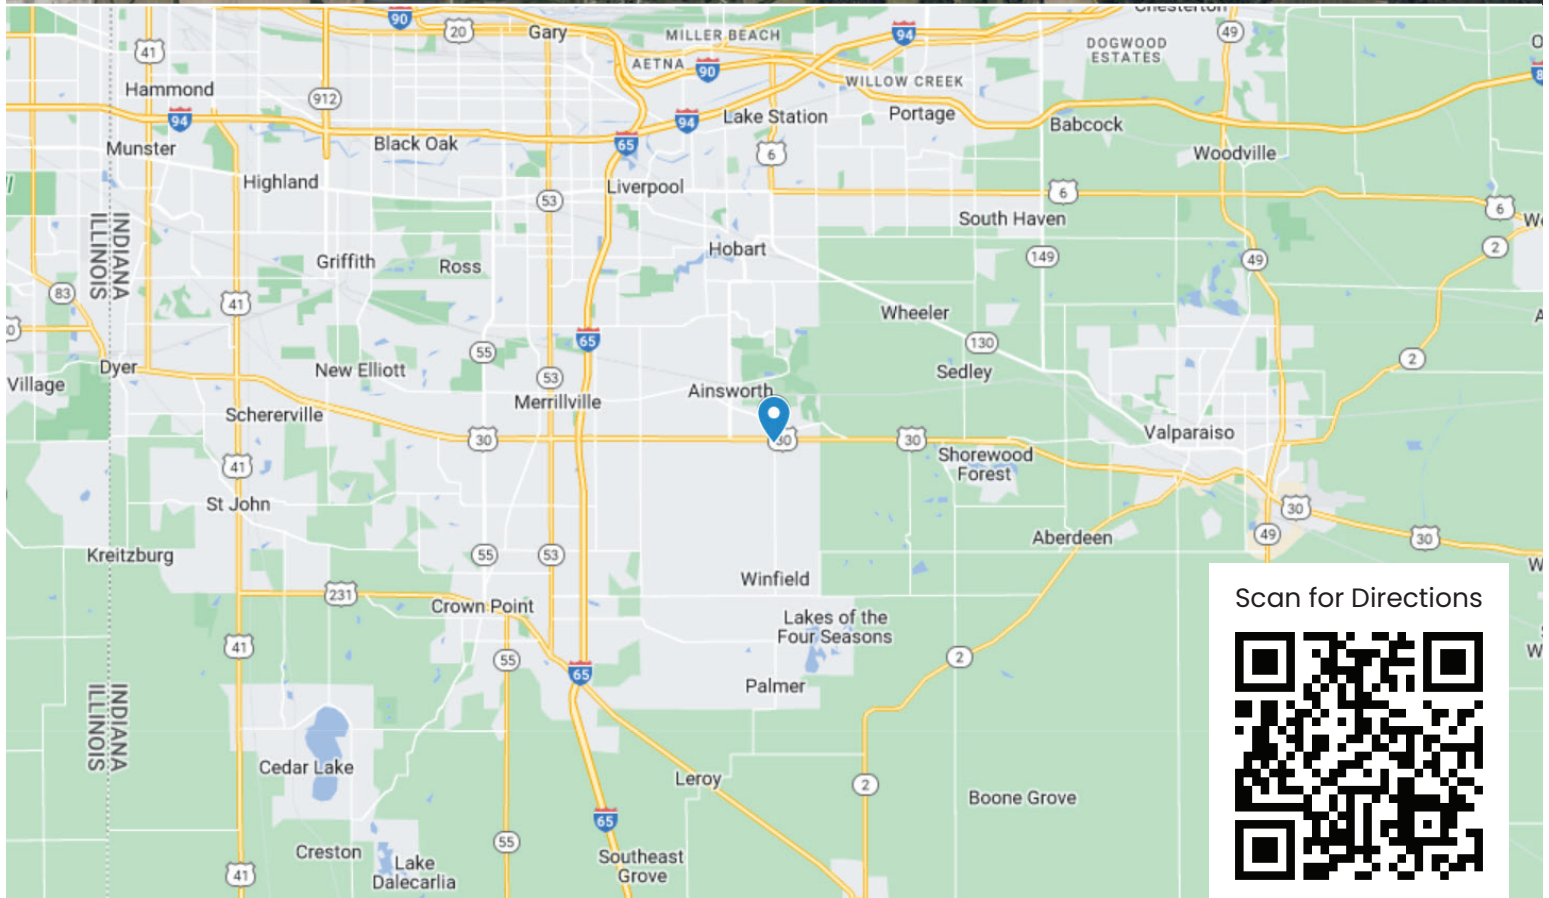 Chesterton
90
20
Gary
MILLER BEACH
94
49
DOGWOOD
ESTATES
41
AETNA
90
WILLOW CREEK
Hammond
912
94
94
Lake Station
Portage
Babcock
Munster
Black Oak
65
6
Woodville
Highland
Liverpool
53
6
6
South Haven
2
INDIANA
ILLINOIS
Griffith
Ross
Hobart
149
49
83
41
Wheeler
65
130
55
2
Dyer
New Elliott
53
Sedley
Village
Ainsworth
Merrillville
Schererville
30
30
30
Valparaiso
Shorewood
Forest
41
St John
30
49
30
Aberdeen
Kreitzburg
55
53
Winfield
231
Crown Point
Lakes of the
Four Seasons
41
55
65
2
Palmer
INDIANA
ILLINOIS
Cedar Lake
Leroy
2
Boone Grove
65
55
Creston
Lake
Dalecarlia
Southeast
Grove
41
Scan for Directions